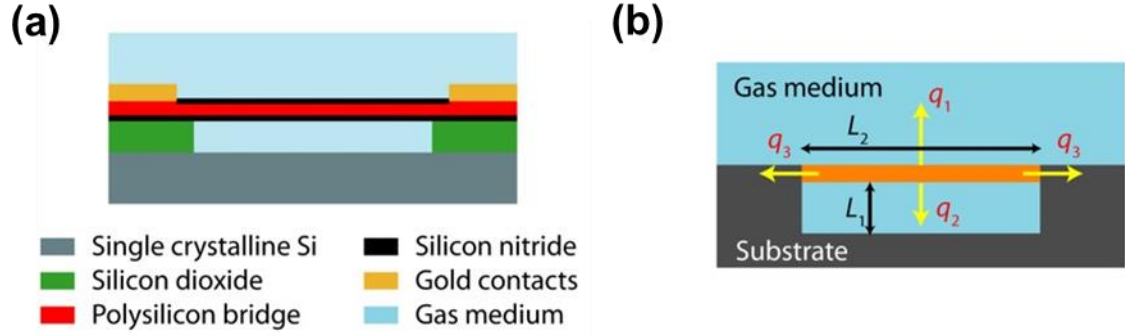 (a)
Single crystalline Si
Silicon dioxide
Polysilicon bridge
Silicon nitride
Gold contacts
Gas medium
(b)
Gas medium
q1
L2
q3
q3
L1
q2
Substrate